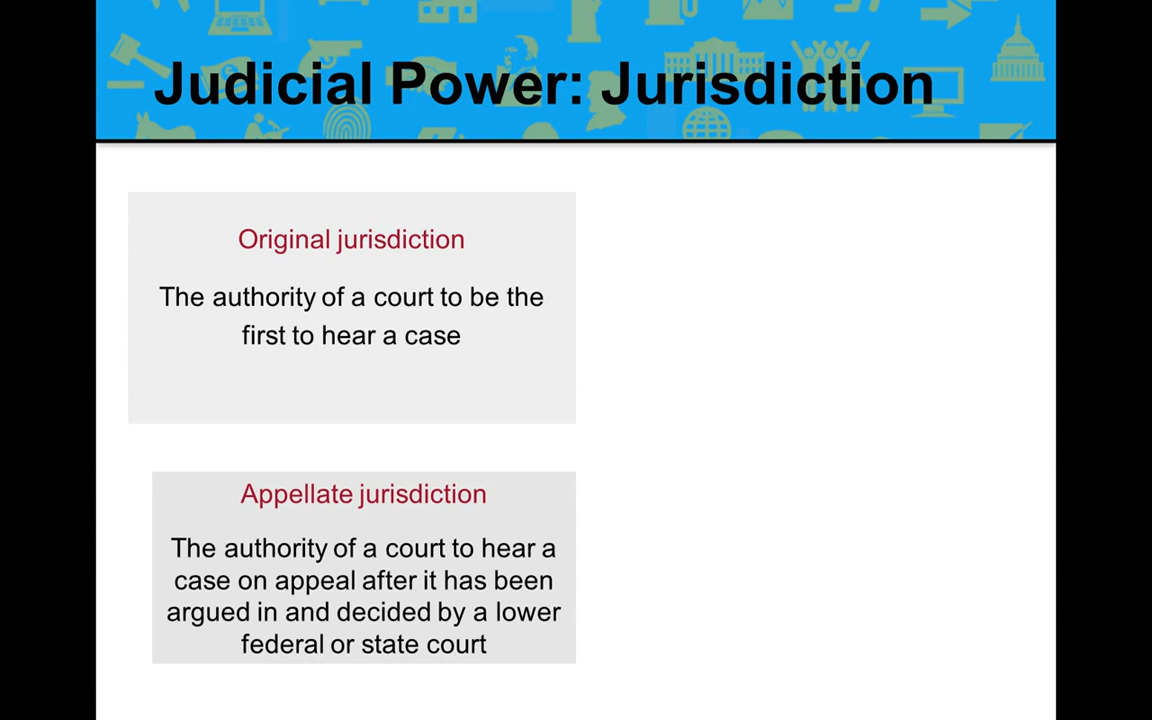 Judicial Power: Jurisdiction
Original jurisdiction
The authority of a court to be the
first to hear a case
Appellate jurisdiction
The authority of a court to hear a
case on appeal after it has been
argued in and decided by a lower
federal or state court